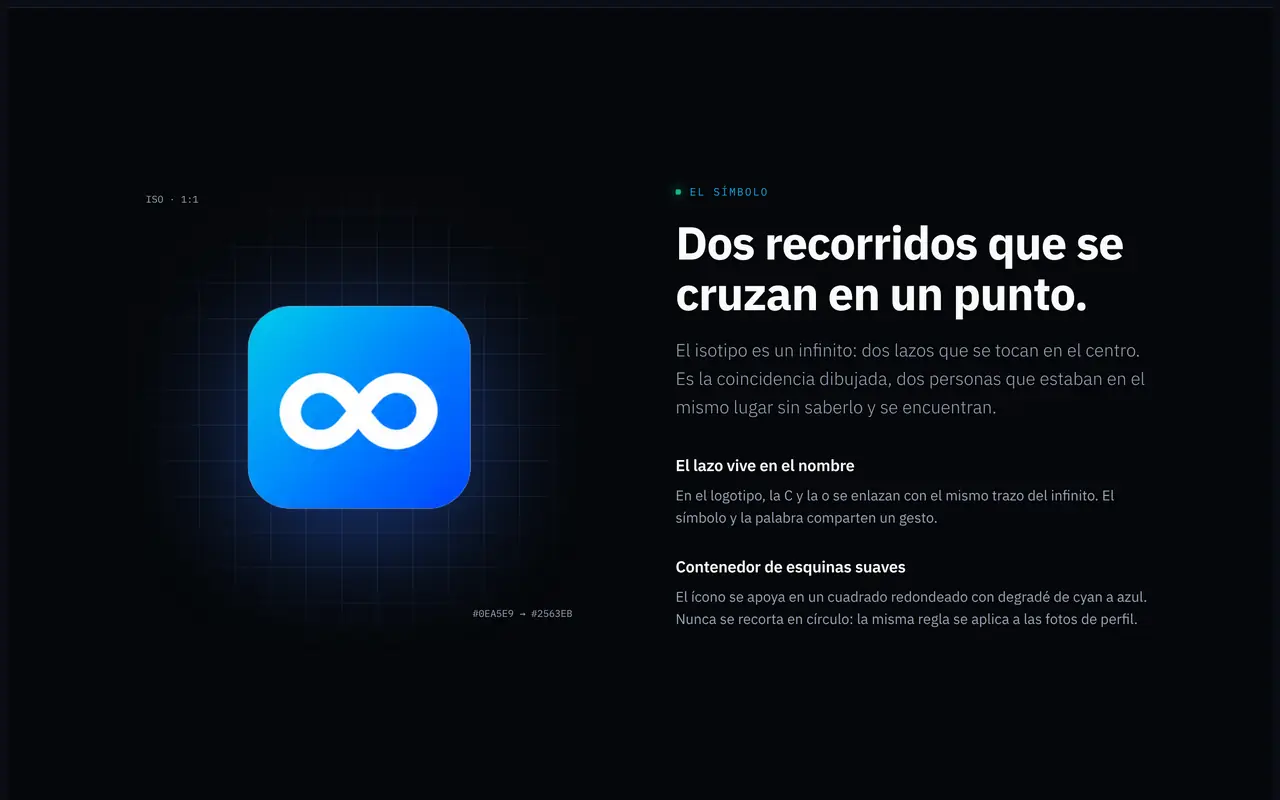 ISO · 1:1
#0EA5E9 → #2563EB
EL SÍMBOLO
Dos recorridos que se
cruzan en un punto.
El isotipo es un infinito: dos lazos que se tocan en el centro.
Es la coincidencia dibujada, dos personas que estaban en el
mismo lugar sin saberlo y se encuentran.
El lazo vive en el nombre
En el logotipo, la C y la o se enlazan con el mismo trazo del infinito. El
símbolo y la palabra comparten un gesto.
Contenedor de esquinas suaves
El ícono se apoya en un cuadrado redondeado con degradé de cyan a azul.
Nunca se recorta en círculo: la misma regla se aplica a las fotos de perfil.